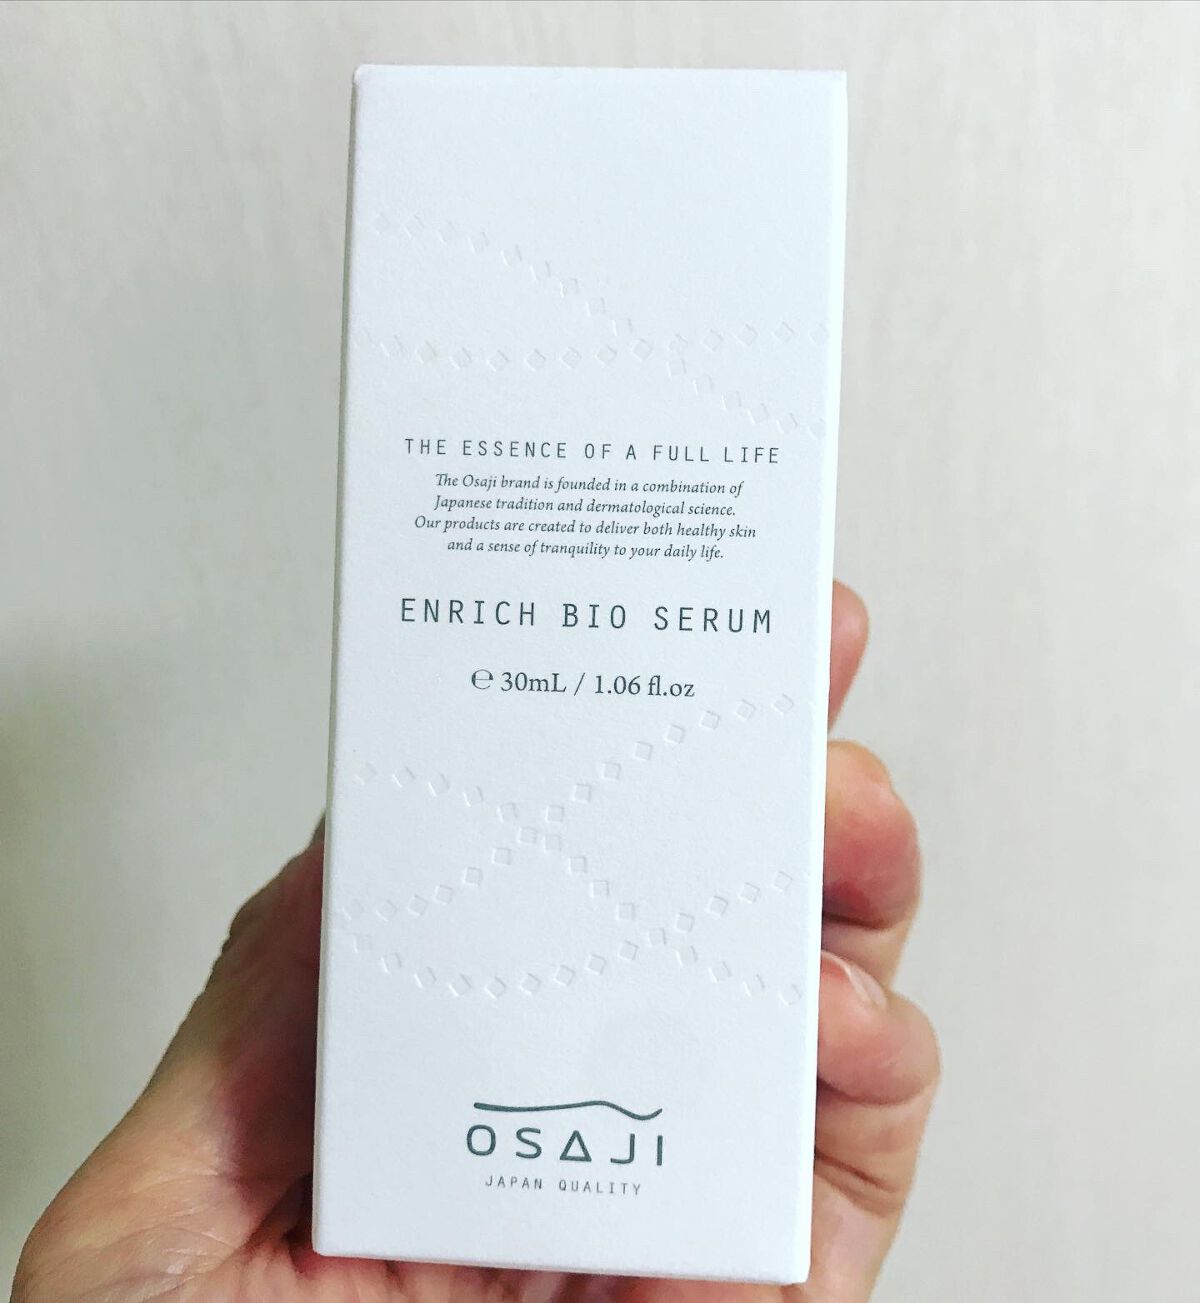 THE ESSENCE OF A FULL LIFE
The Osaji brand is founded in a combination of
Japanese tradition and dermatological science.
Our products are created to deliver both healthy skin
and a sense of tranquility to your daily life.
ENRICH BIO SERUM
℮ 30mL / 1.06 fl.oz
OSAJI
JAPAN QUALITY